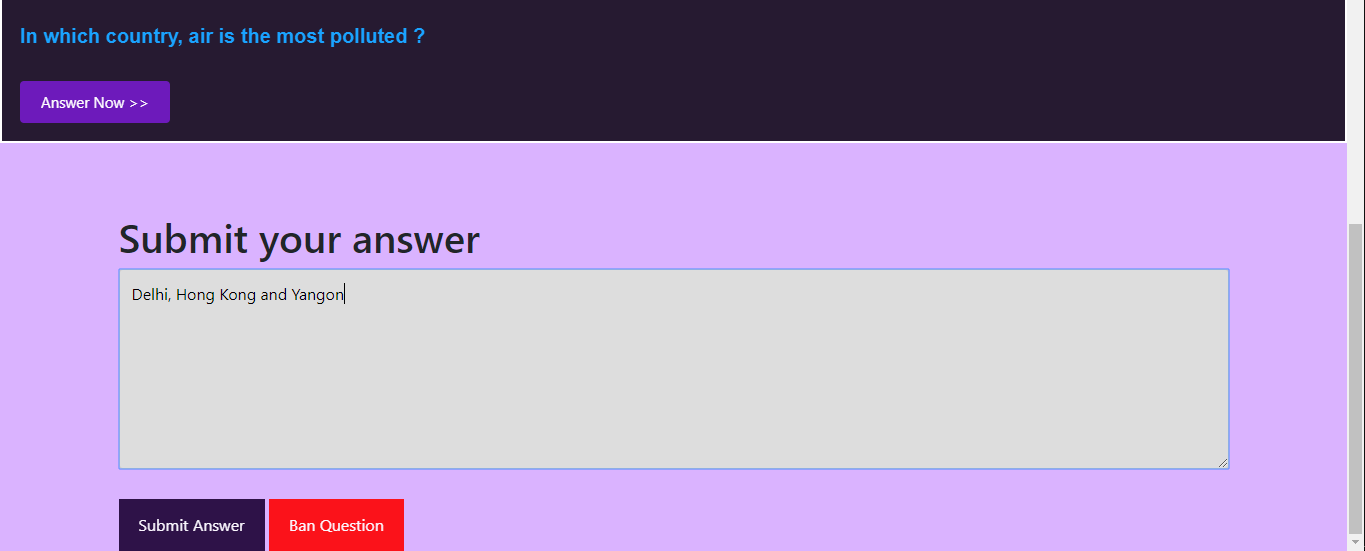 In which country, air is the most polluted ?
Answer Now >>
Submit your answer
Delhi, Hong Kong and Yangon
Submit Answer
Ban Question